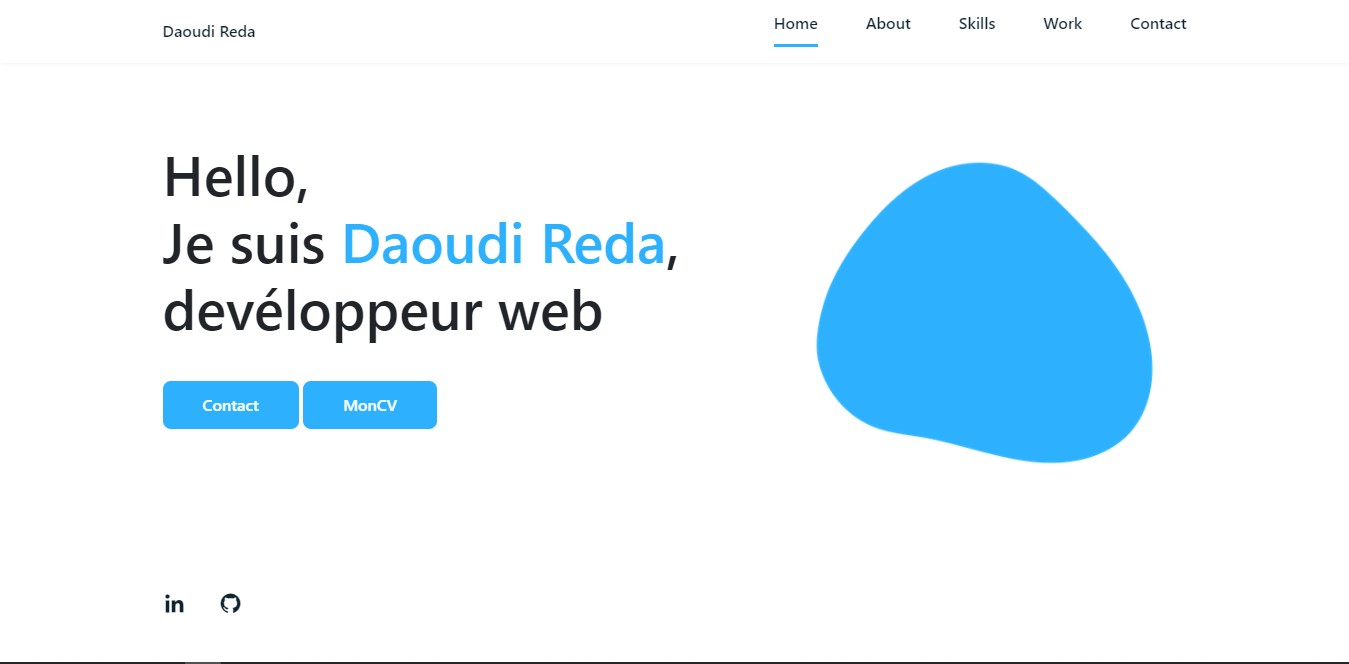 Daoudi Reda
Home About Skills Work Contact
Hello,
Je suis Daoudi Reda,
devéloppeur web
Contact MonCV
in